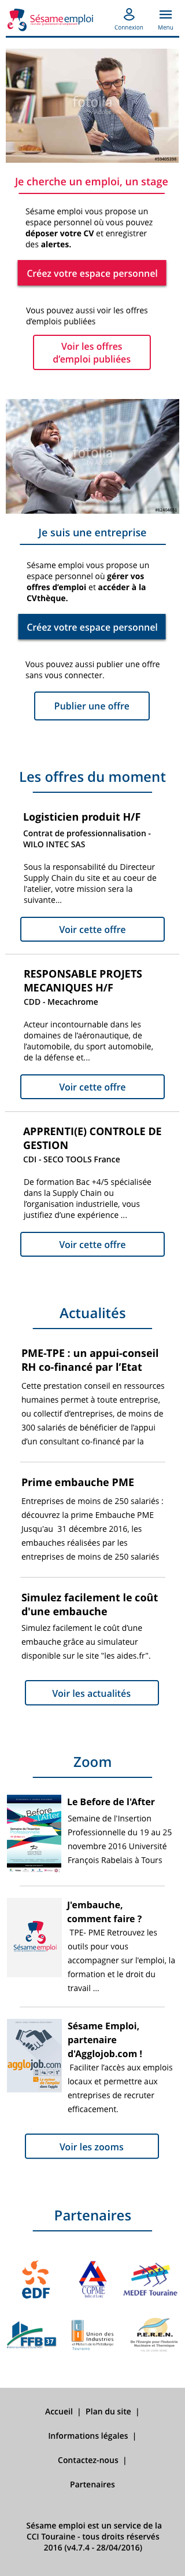 Sésame emploi
Connexion
Menu
fotolia
Je cherche un emploi, un stage
Sésame emploi vous propose un
espace personnel où vous pouvez
déposer votre CV et enregistrer
des alertes.
Créez votre espace personnel
Vous pouvez aussi voir les offres
d'emplois publiées
Voir les offres
d'emploi publiées
Je suis une entreprise
Sésame emploi vous propose un
espace personnel où gérer vos
offres d'emploi et accéder à la
CVthèque.
Créez votre espace personnel
Vous pouvez aussi publier une offre
sans vous connecter.
Publier une offre
Les offres du moment
Logisticien produit H/F
Contrat de professionnalisation -
WILO INTEC SAS
Sous la responsabilité du Directeur
Supply Chain du site et au coeur de
l'atelier, votre mission sera la
suivante...
Voir cette offre
RESPONSABLE PROJETS
MECANIQUES H/F
CDD - Mecachrome
Acteur incontournable dans les
domaines de l'aéronautique, de
l'automobile, du sport automobile,
de la défense et...
Voir cette offre
APPRENTI(E) CONTROLE DE
GESTION
CDI - SECO TOOLS France
De formation Bac +4/5 spécialisée
dans la Supply Chain ou
l'organisation industrielle, vous
justifiez d'une expérience ...
Voir cette offre
Actualités
PME-TPE : un appui-conseil
RH co-financé par l'Etat
Cette prestation conseil en ressources
humaines permet à toute entreprise,
ou collectif d'entreprises, de moins de
300 salariés de bénéficier de l'appui
d'un consultant co-financé par la
Prime embauche PME
Entreprises de moins de 250 salariés :
découvrez la prime Embauche PME
Jusqu'au 31 décembre 2016, les
embauches réalisées par les
entreprises de moins de 250 salariés
Simulez facilement le coût
d'une embauche
Simulez facilement le coût d'une
embauche grâce au simulateur
disponible sur le site "les aides.fr".
Voir les actualités
Zoom
Before
After
Le Before de l'After
Semaine de l'Insertion
Professionnelle du 19 au 25
novembre 2016 Université
François Rabelais à Tours
Sésame emploi
J'embauche,
comment faire ?
TPE- PME Retrouvez les
outils pour vous
accompagner sur l'emploi, la
formation et le droit du
travail ...
agglojob.com
Sésame Emploi,
partenaire
d'Agglojob.com !
Faciliter l'accès aux emplois
locaux et permettre aux
entreprises de recruter
efficacement.
Voir les zooms
Partenaires
EDF
CGPME
MEDEF Touraine
FFB 37
Union des
Industries
P.E.R.E.N.
Accueil | Plan du site |
Informations légales |
Contactez-nous |
Partenaires
Sésame emploi est un service de la
CCI Touraine - tous droits réservés
2016 (v4.7.4 - 28/04/2016)